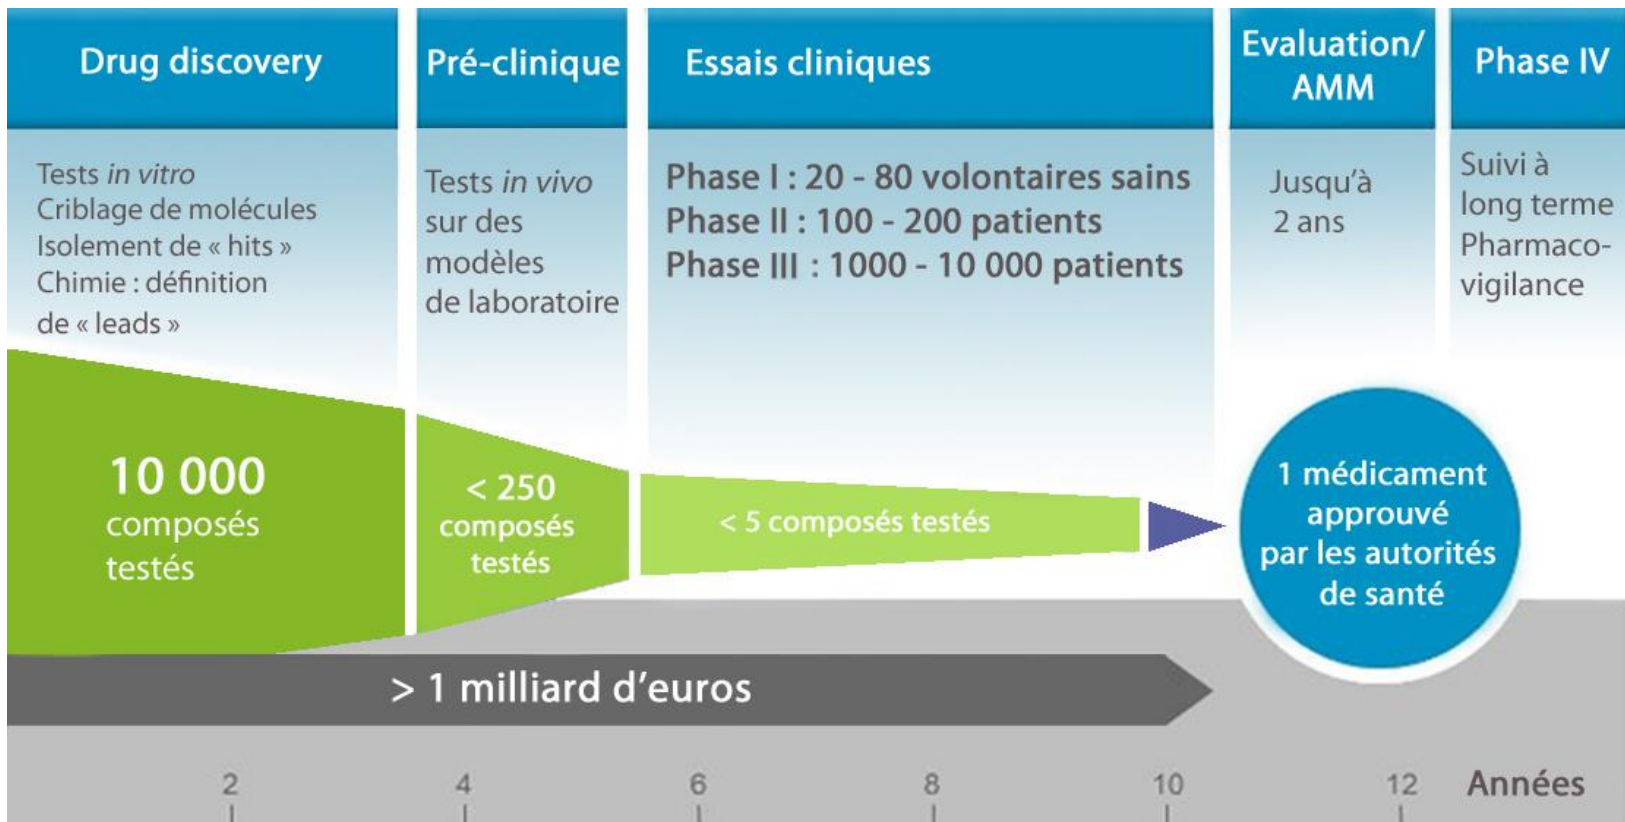 Drug discovery
Pré-clinique
Essais cliniques
Evaluation/
AMM
Phase IV
Tests in vitro
Criblage de molécules
Isolement de « hits »
Chimie : définition
de « leads »
Tests in vivo
sur des
modèles
de laboratoire
Phase I : 20 - 80 volontaires sains
Phase II : 100 - 200 patients
Phase III : 1000 - 10 000 patients
Jusqu’à
2 ans
Suivi à
long terme
Pharmaco-
vigilance
10 000
composés
testés
< 250
composés
testés
< 5 composés testés
1 médicament
approuvé
par les autorités
de santé
> 1 milliard d’euros
2 4 6 8 10 12 Années